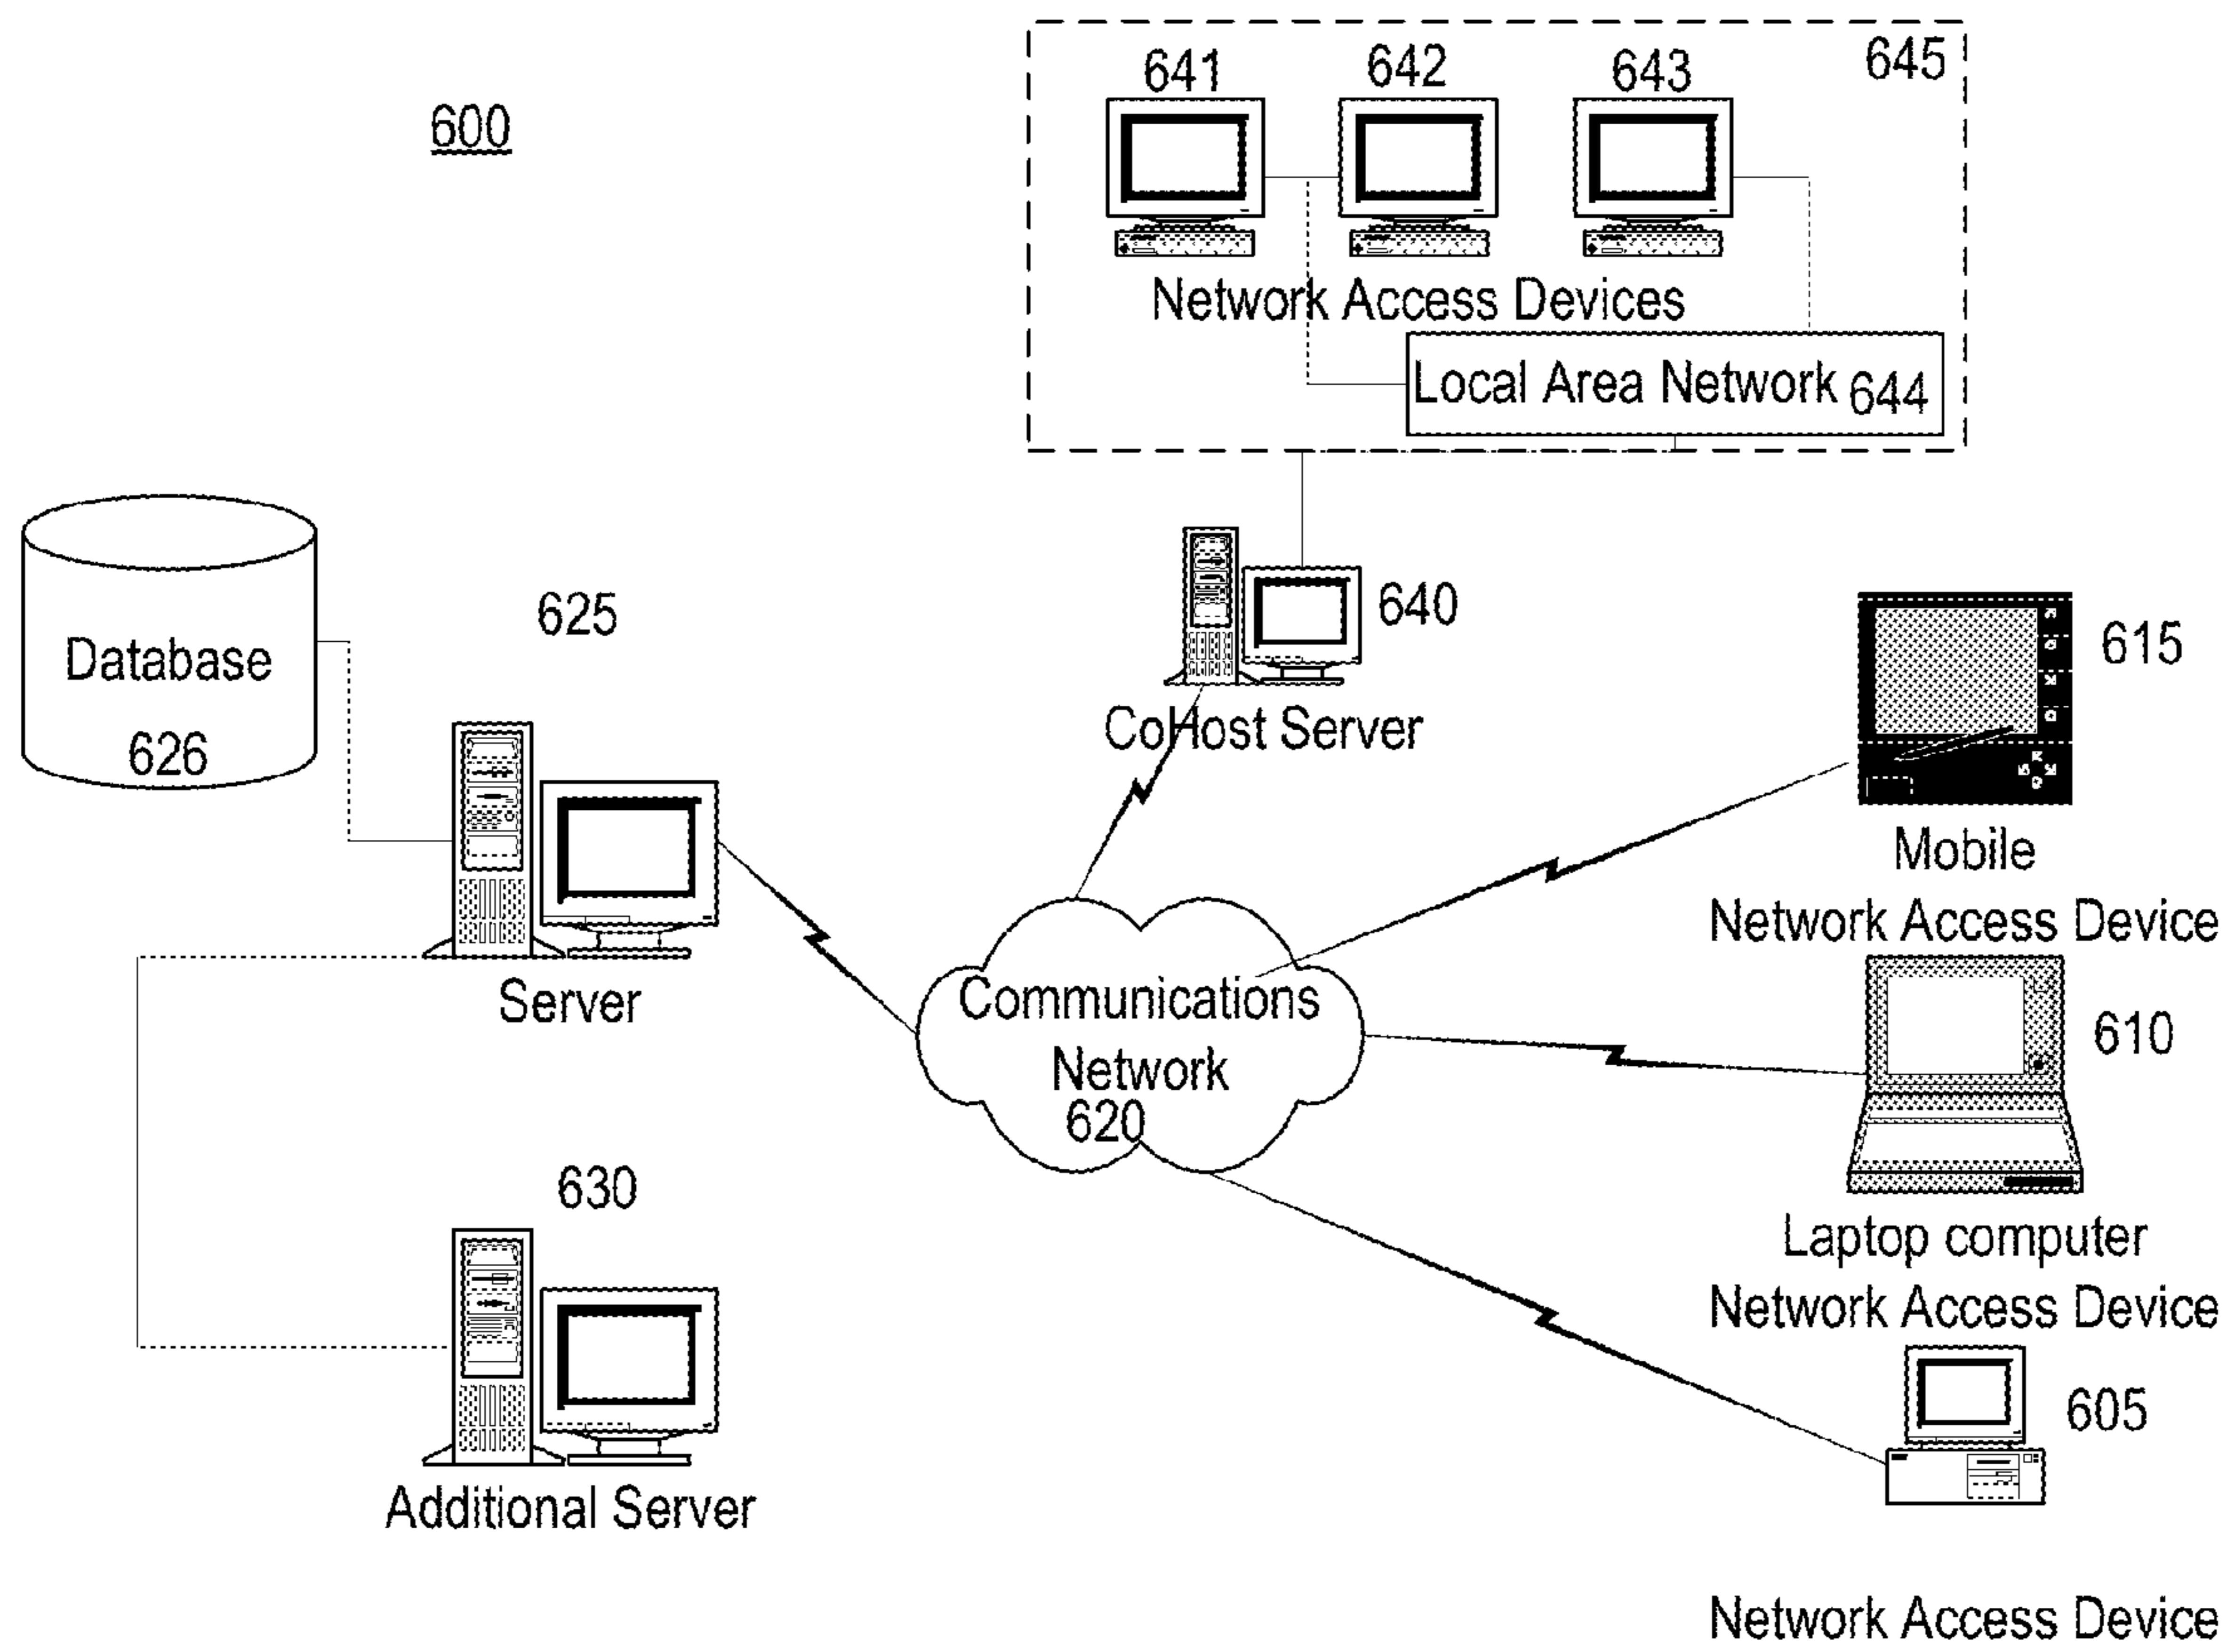 600
641
642
643
645
Network Access Devices
Local Area Network 644
Database
626
625
Server
640
CoHost Server
615
Mobile
Network Access Device
Communications
Network
620
610
Laptop computer
Network Access Device
630
Additional Server
605
Network Access Device